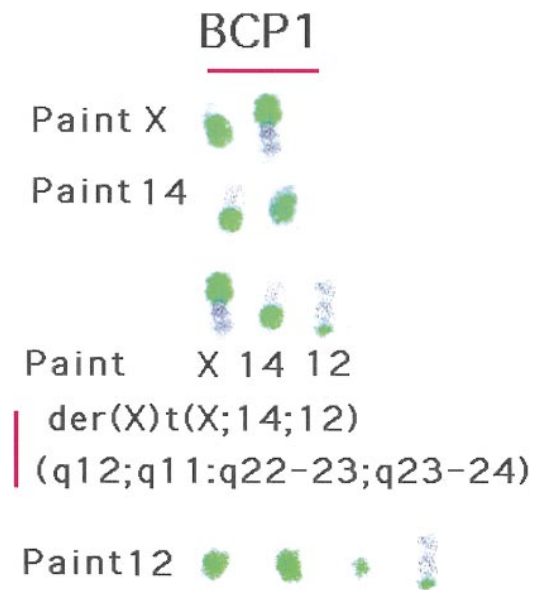 BCP1
Paint X
Paint 14
Paint X 14 12
der(X)t(X;14;12)
(q12;q11:q22-23;q23-24)
Paint12